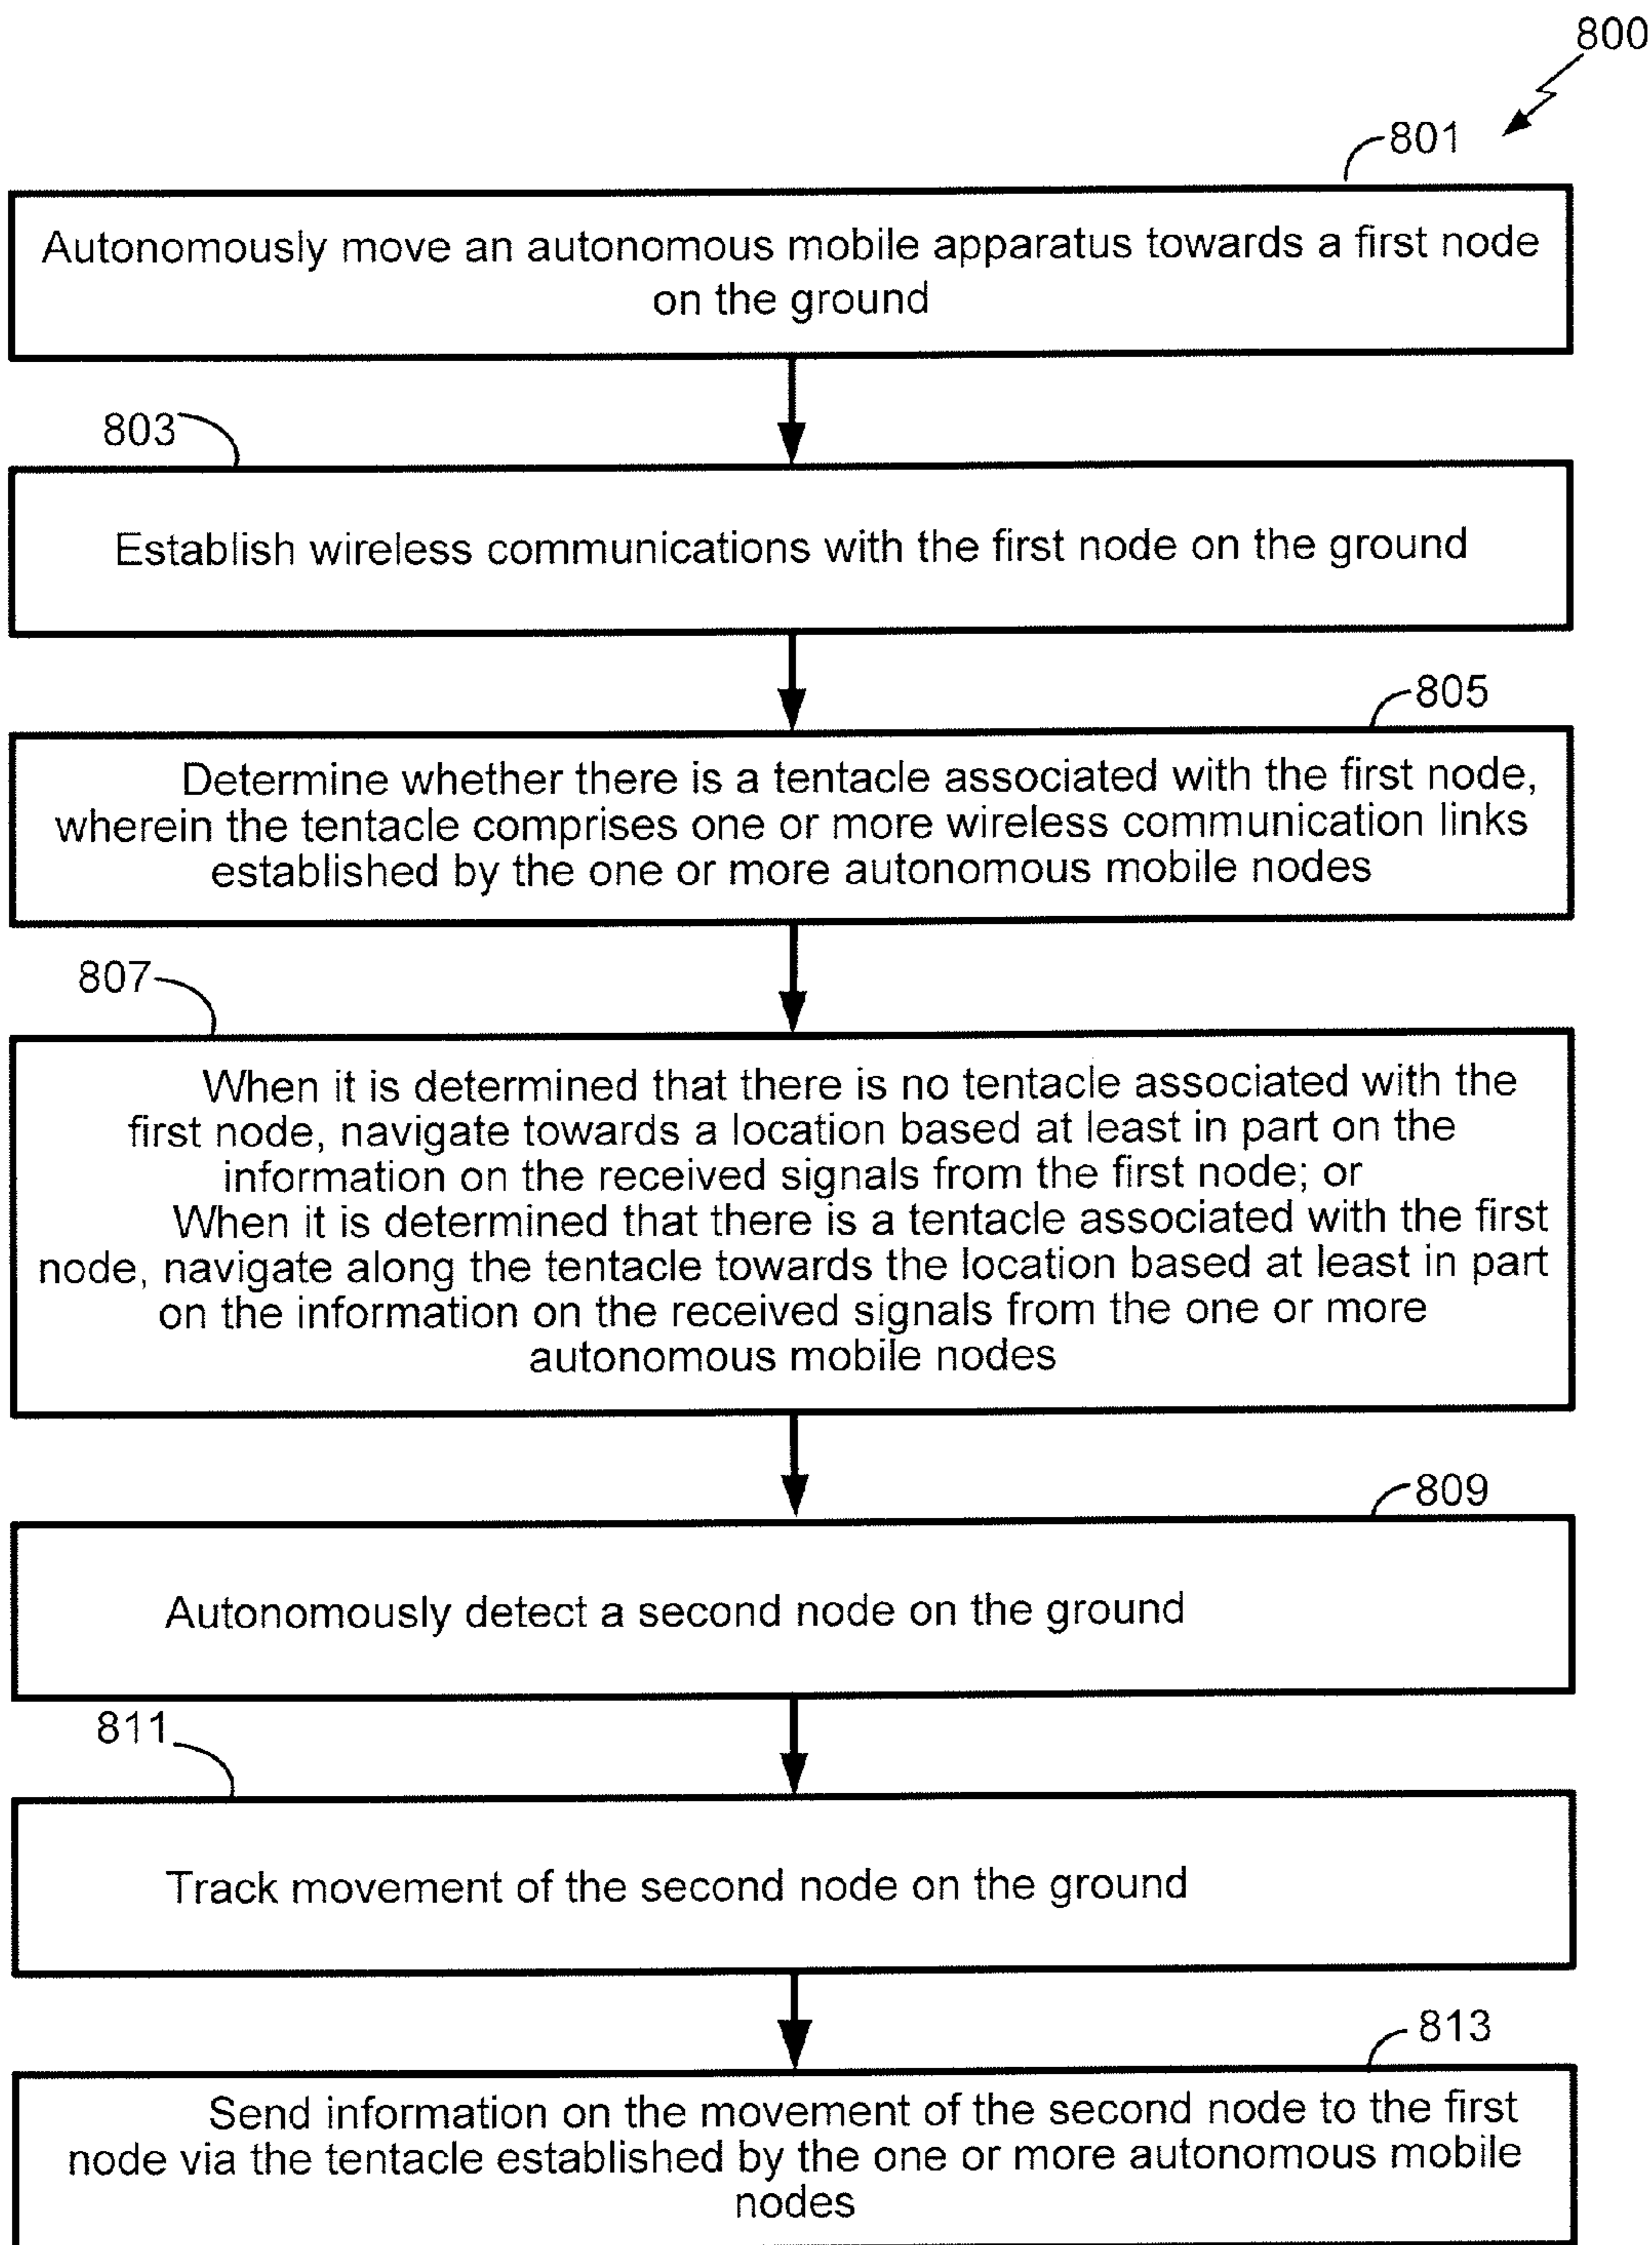 800
801
Autonomously move an autonomous mobile apparatus towards a first node
on the ground
803
Establish wireless communications with the first node on the ground
805
Determine whether there is a tentacle associated with the first node,
wherein the tentacle comprises one or more wireless communication links
established by the one or more autonomous mobile nodes
807
When it is determined that there is no tentacle associated with the
first node, navigate towards a location based at least in part on the
information on the received signals from the first node; or
When it is determined that there is a tentacle associated with the first
node, navigate along the tentacle towards the location based at least in part
on the information on the received signals from the one or more
autonomous mobile nodes
809
Autonomously detect a second node on the ground
811
Track movement of the second node on the ground
813
Send information on the movement of the second node to the first
node via the tentacle established by the one or more autonomous mobile
nodes